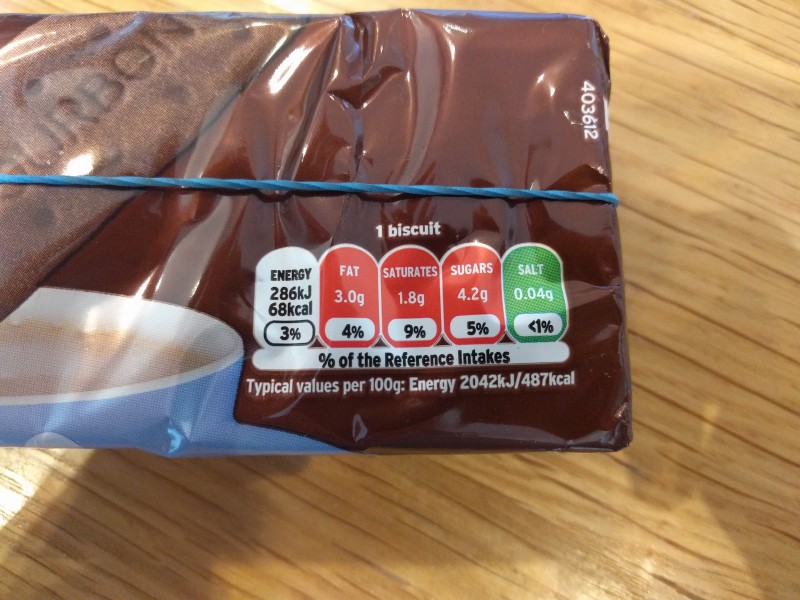 URBON
403612
1 biscuit
ENERGY
286kJ
68kcal
3%
FAT
3.0g
4%
SATURATES
1.8g
9%
SUGARS
4.2g
5%
SALT
0.04g
<1%
% of the Reference Intakes
Typical values per 100g: Energy 2042kJ/487kcal